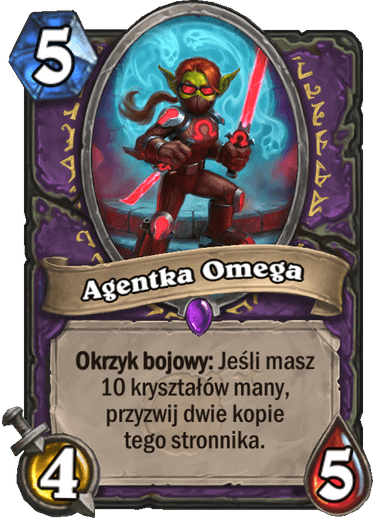 5
Agentka Omega
Okrzyk bojowy: Jeśli masz
10 kryształów many,
przyzwij dwie kopie
tego stronnika.
4
5